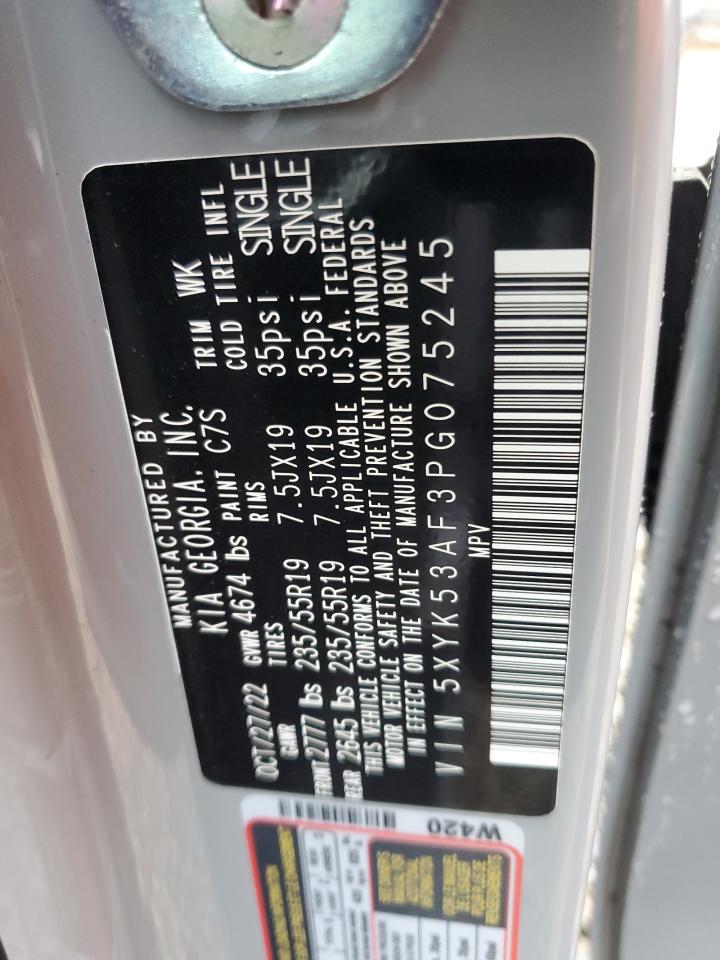 MANUFACTURED BY
KIA GEORGIA, INC.
OCT/27/22 GVWR 4674 lbs PAINT C7S TRIM WK
GAWR TIRES RIMS COLD TIRE INFL
FRONT 2777 lbs 235/55R19 7.5JX19 35psi SINGLE
REAR 2645 lbs 235/55R19 7.5JX19 35psi SINGLE
THIS VEHICLE CONFORMS TO ALL APPLICABLE U.S.A. FEDERAL
MOTOR VEHICLE SAFETY AND THEFT PREVENTION STANDARDS
IN EFFECT ON THE DATE OF MANUFACTURE SHOWN ABOVE
VIN 5XYK53AF3PG075245
MPV
W420